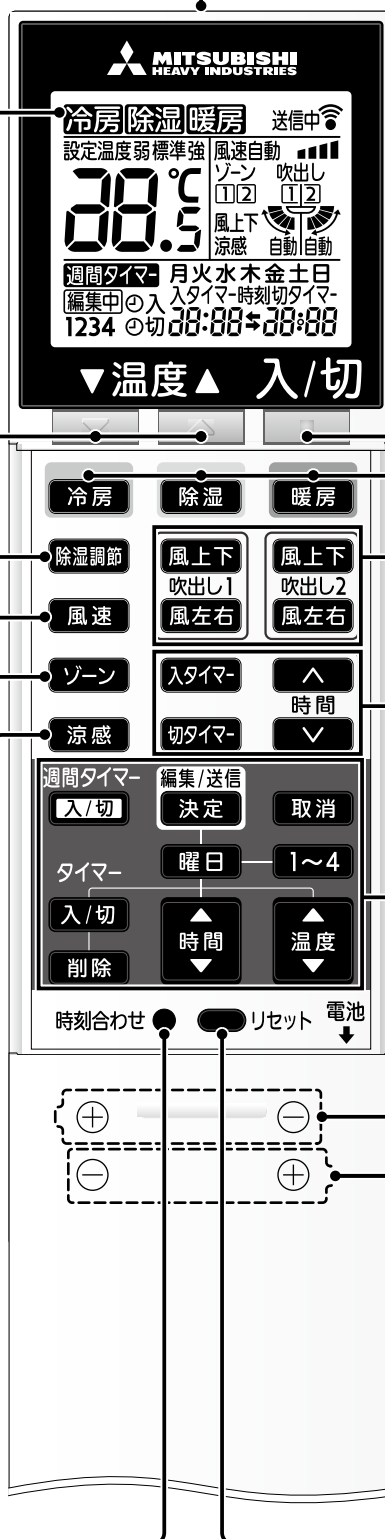 MITSUBISHI
HEAVY INDUSTRIES
冷房 除湿 暖房 送信中
設定温度弱標準強 風速自動
88.5℃ ゾーン 吹出し
1 2 1 2
風上下
涼感 自動 自動
週間タイマー 月火水木金土日
編集中 入 入タイマー時刻切タイマー
1234 切 88:88 88:88
▼温度▲ 入/切
冷房 除湿 暖房
除湿調節 風上下 風上下
吹出し1 吹出し2
風速 風左右 風左右
ゾーン 入タイマー ∧
時間
涼感 切タイマー ∨
週間タイマー 編集/送信
入/切 決定 取消
曜日 1～4
タイマー
入/切 ▲ ▲
時間 温度
削除 ▼ ▼
時刻合わせ リセット 電池
+ −
− +